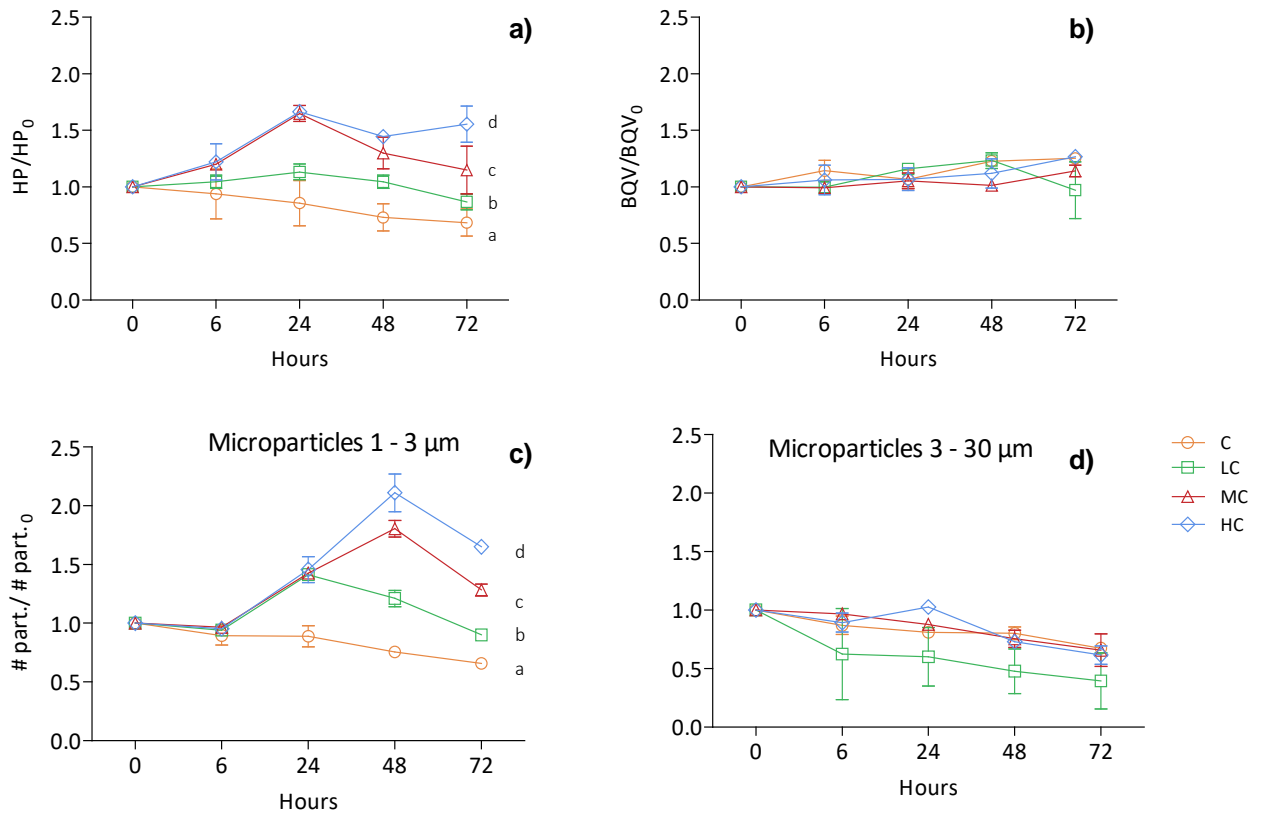 a)
HP/HP0
2.5
2.0
1.5
1.0
0.5
0.0
d
c
b
a
0 6 24 48 72
Hours
b)
BQV/BQV0
2.5
2.0
1.5
1.0
0.5
0.0
0 6 24 48 72
Hours
Microparticles 1 - 3 µm
c)
# part./ # part.0
2.5
2.0
1.5
1.0
0.5
0.0
d
c
b
a
0 6 24 48 72
Hours
Microparticles 3 - 30 µm
d)
2.5
2.0
1.5
1.0
0.5
0.0
0 6 24 48 72
Hours
C
LC
MC
HC